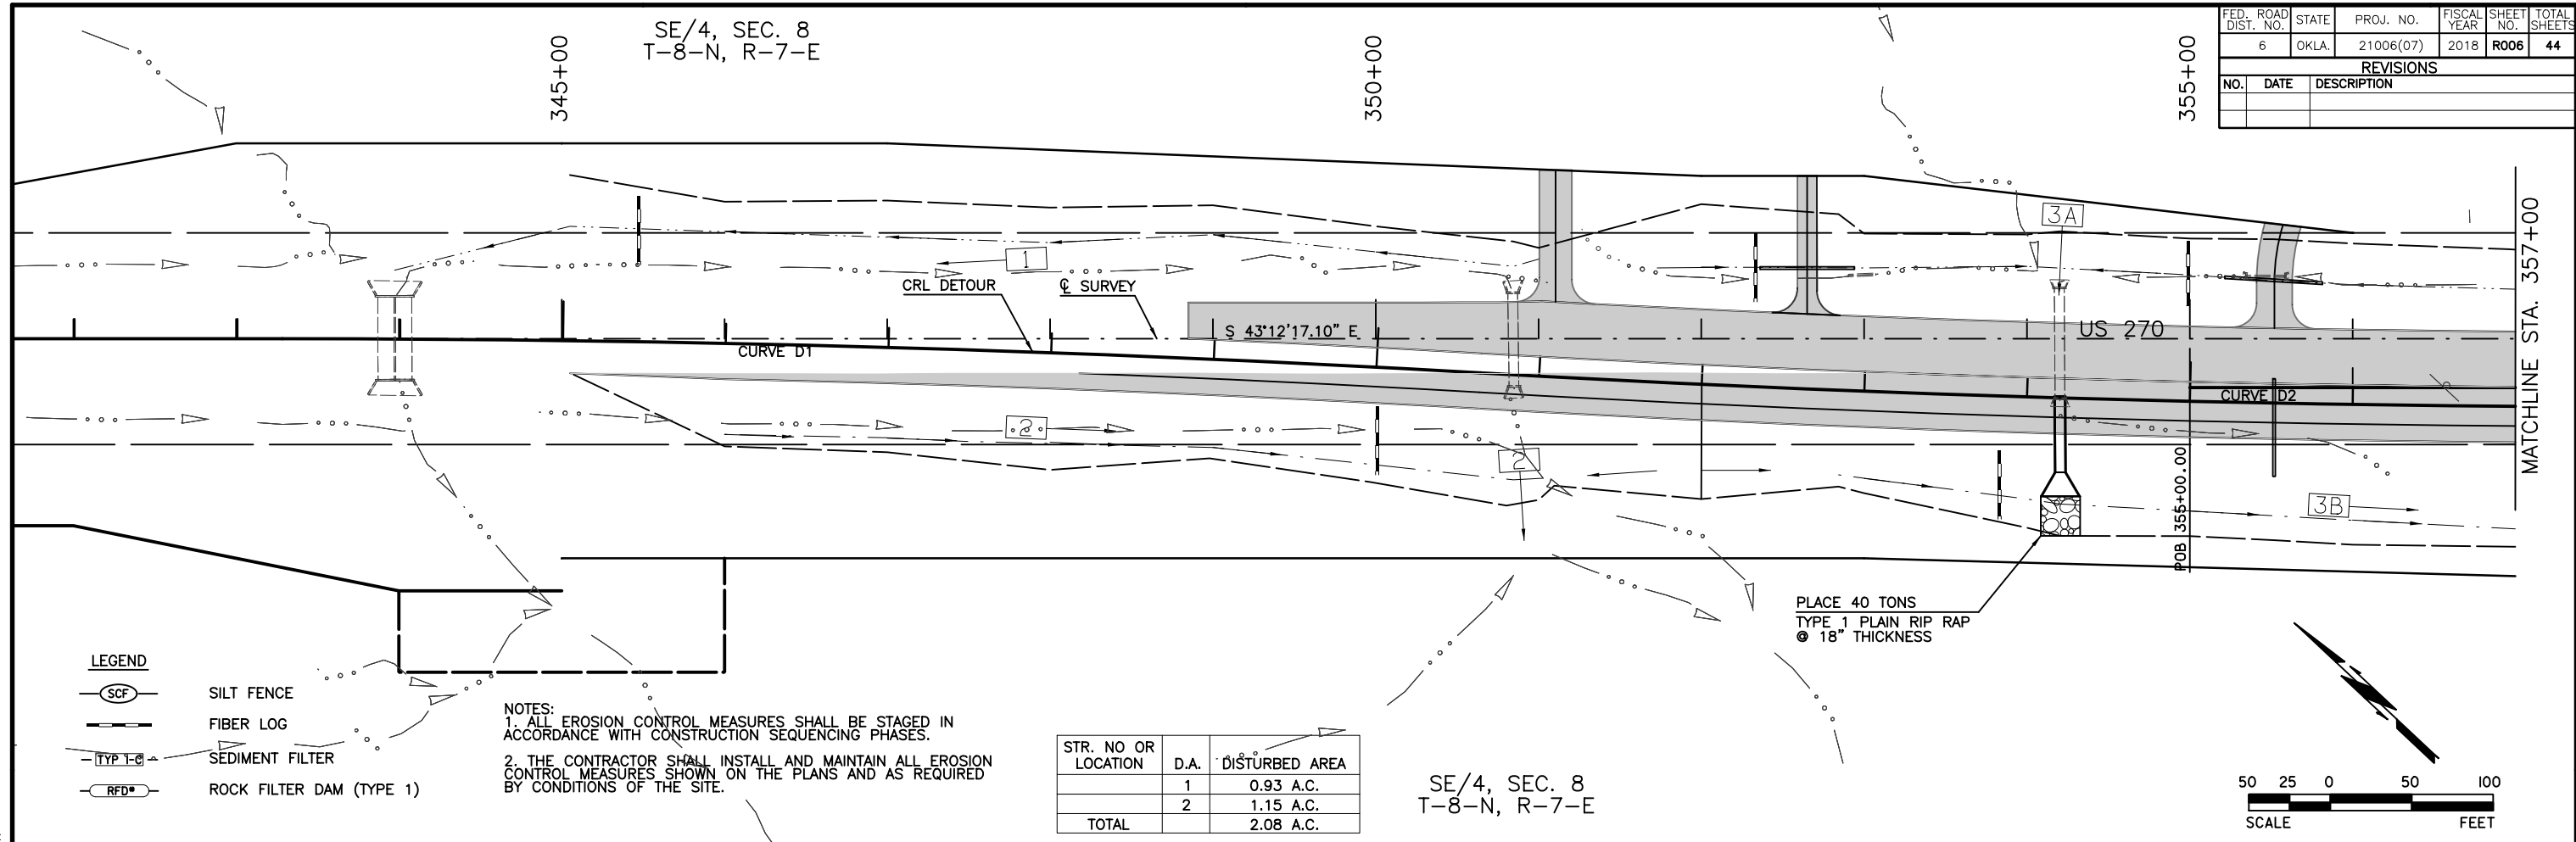 SE/4, SEC. 8
T-8-N, R-7-E
345+00
350+00
355+00
FED. ROAD DIST. NO. STATE PROJ. NO. FISCAL YEAR SHEET NO. TOTAL SHEETS
6 OKLA. 21006(07) 2018 R006 44
REVISIONS
NO. DATE DESCRIPTION
3A
1
CRL DETOUR
℄ SURVEY
S 43°12'17.10" E
US 270
CURVE D1
CURVE D2
MATCHLINE STA. 357+00
2
2
3B
POB 355+00.00
PLACE 40 TONS
TYPE 1 PLAIN RIP RAP
@ 18" THICKNESS
LEGEND
SCF SILT FENCE
FIBER LOG
TYP 1-C SEDIMENT FILTER
RFD ROCK FILTER DAM (TYPE 1)
NOTES:
1. ALL EROSION CONTROL MEASURES SHALL BE STAGED IN
ACCORDANCE WITH CONSTRUCTION SEQUENCING PHASES.
2. THE CONTRACTOR SHALL INSTALL AND MAINTAIN ALL EROSION
CONTROL MEASURES SHOWN ON THE PLANS AND AS REQUIRED
BY CONDITIONS OF THE SITE.
STR. NO OR LOCATION D.A. DISTURBED AREA
1 0.93 A.C.
2 1.15 A.C.
TOTAL 2.08 A.C.
SE/4, SEC. 8
T-8-N, R-7-E
50 25 0 50 100
SCALE FEET